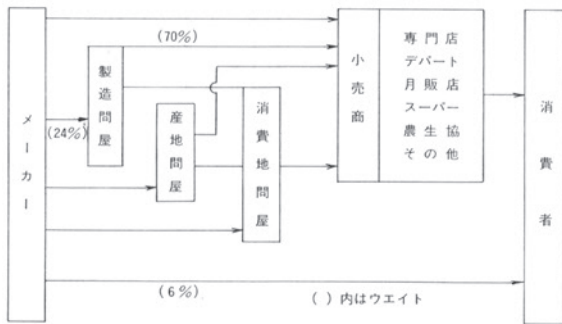 メーカー
(70%)
(24%)
製造問屋
産地問屋
消費地問屋
小売商
専門店
デパート
月販店
スーパー
農生協
その他
消費者
(6%)
( )内はウエイト